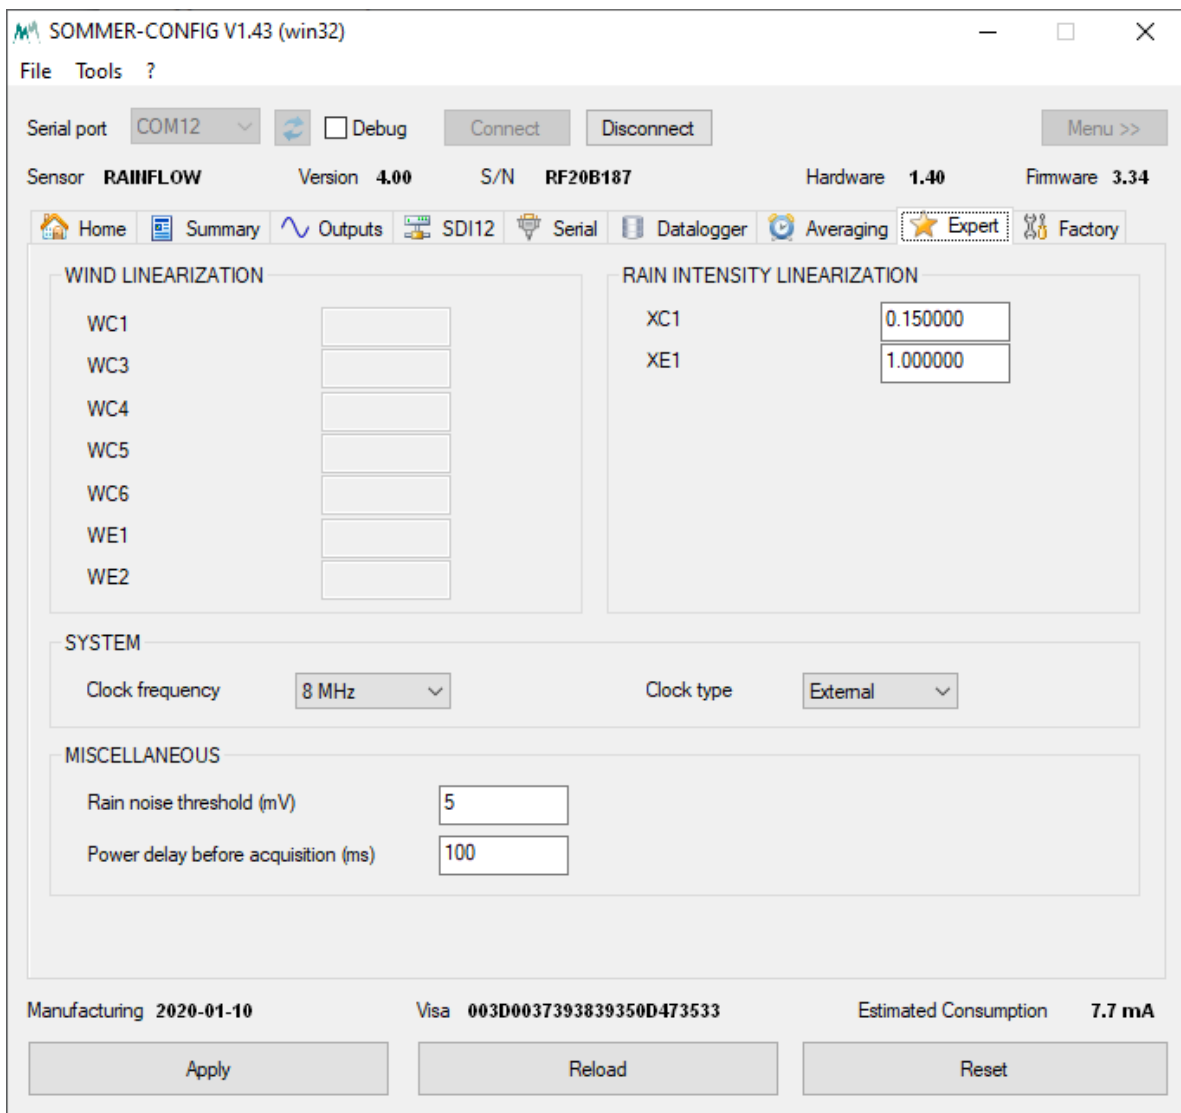 SOMMER-CONFIG V1.43 (win32)
File Tools ?
Serial port COM12 Debug Connect Disconnect Menu >>
Sensor RAINFLOW Version 4.00 S/N RF20B187 Hardware 1.40 Firmware 3.34
Home Summary Outputs SDI12 Serial Datalogger Averaging Expert Factory
WIND LINEARIZATION
WC1
WC3
WC4
WC5
WC6
WE1
WE2
RAIN INTENSITY LINEARIZATION
XC1 0.150000
XE1 1.000000
SYSTEM
Clock frequency 8 MHz Clock type External
MISCELLANEOUS
Rain noise threshold (mV) 5
Power delay before acquisition (ms) 100
Manufacturing 2020-01-10 Visa 003D0037393839350D473533 Estimated Consumption 7.7 mA
Apply Reload Reset